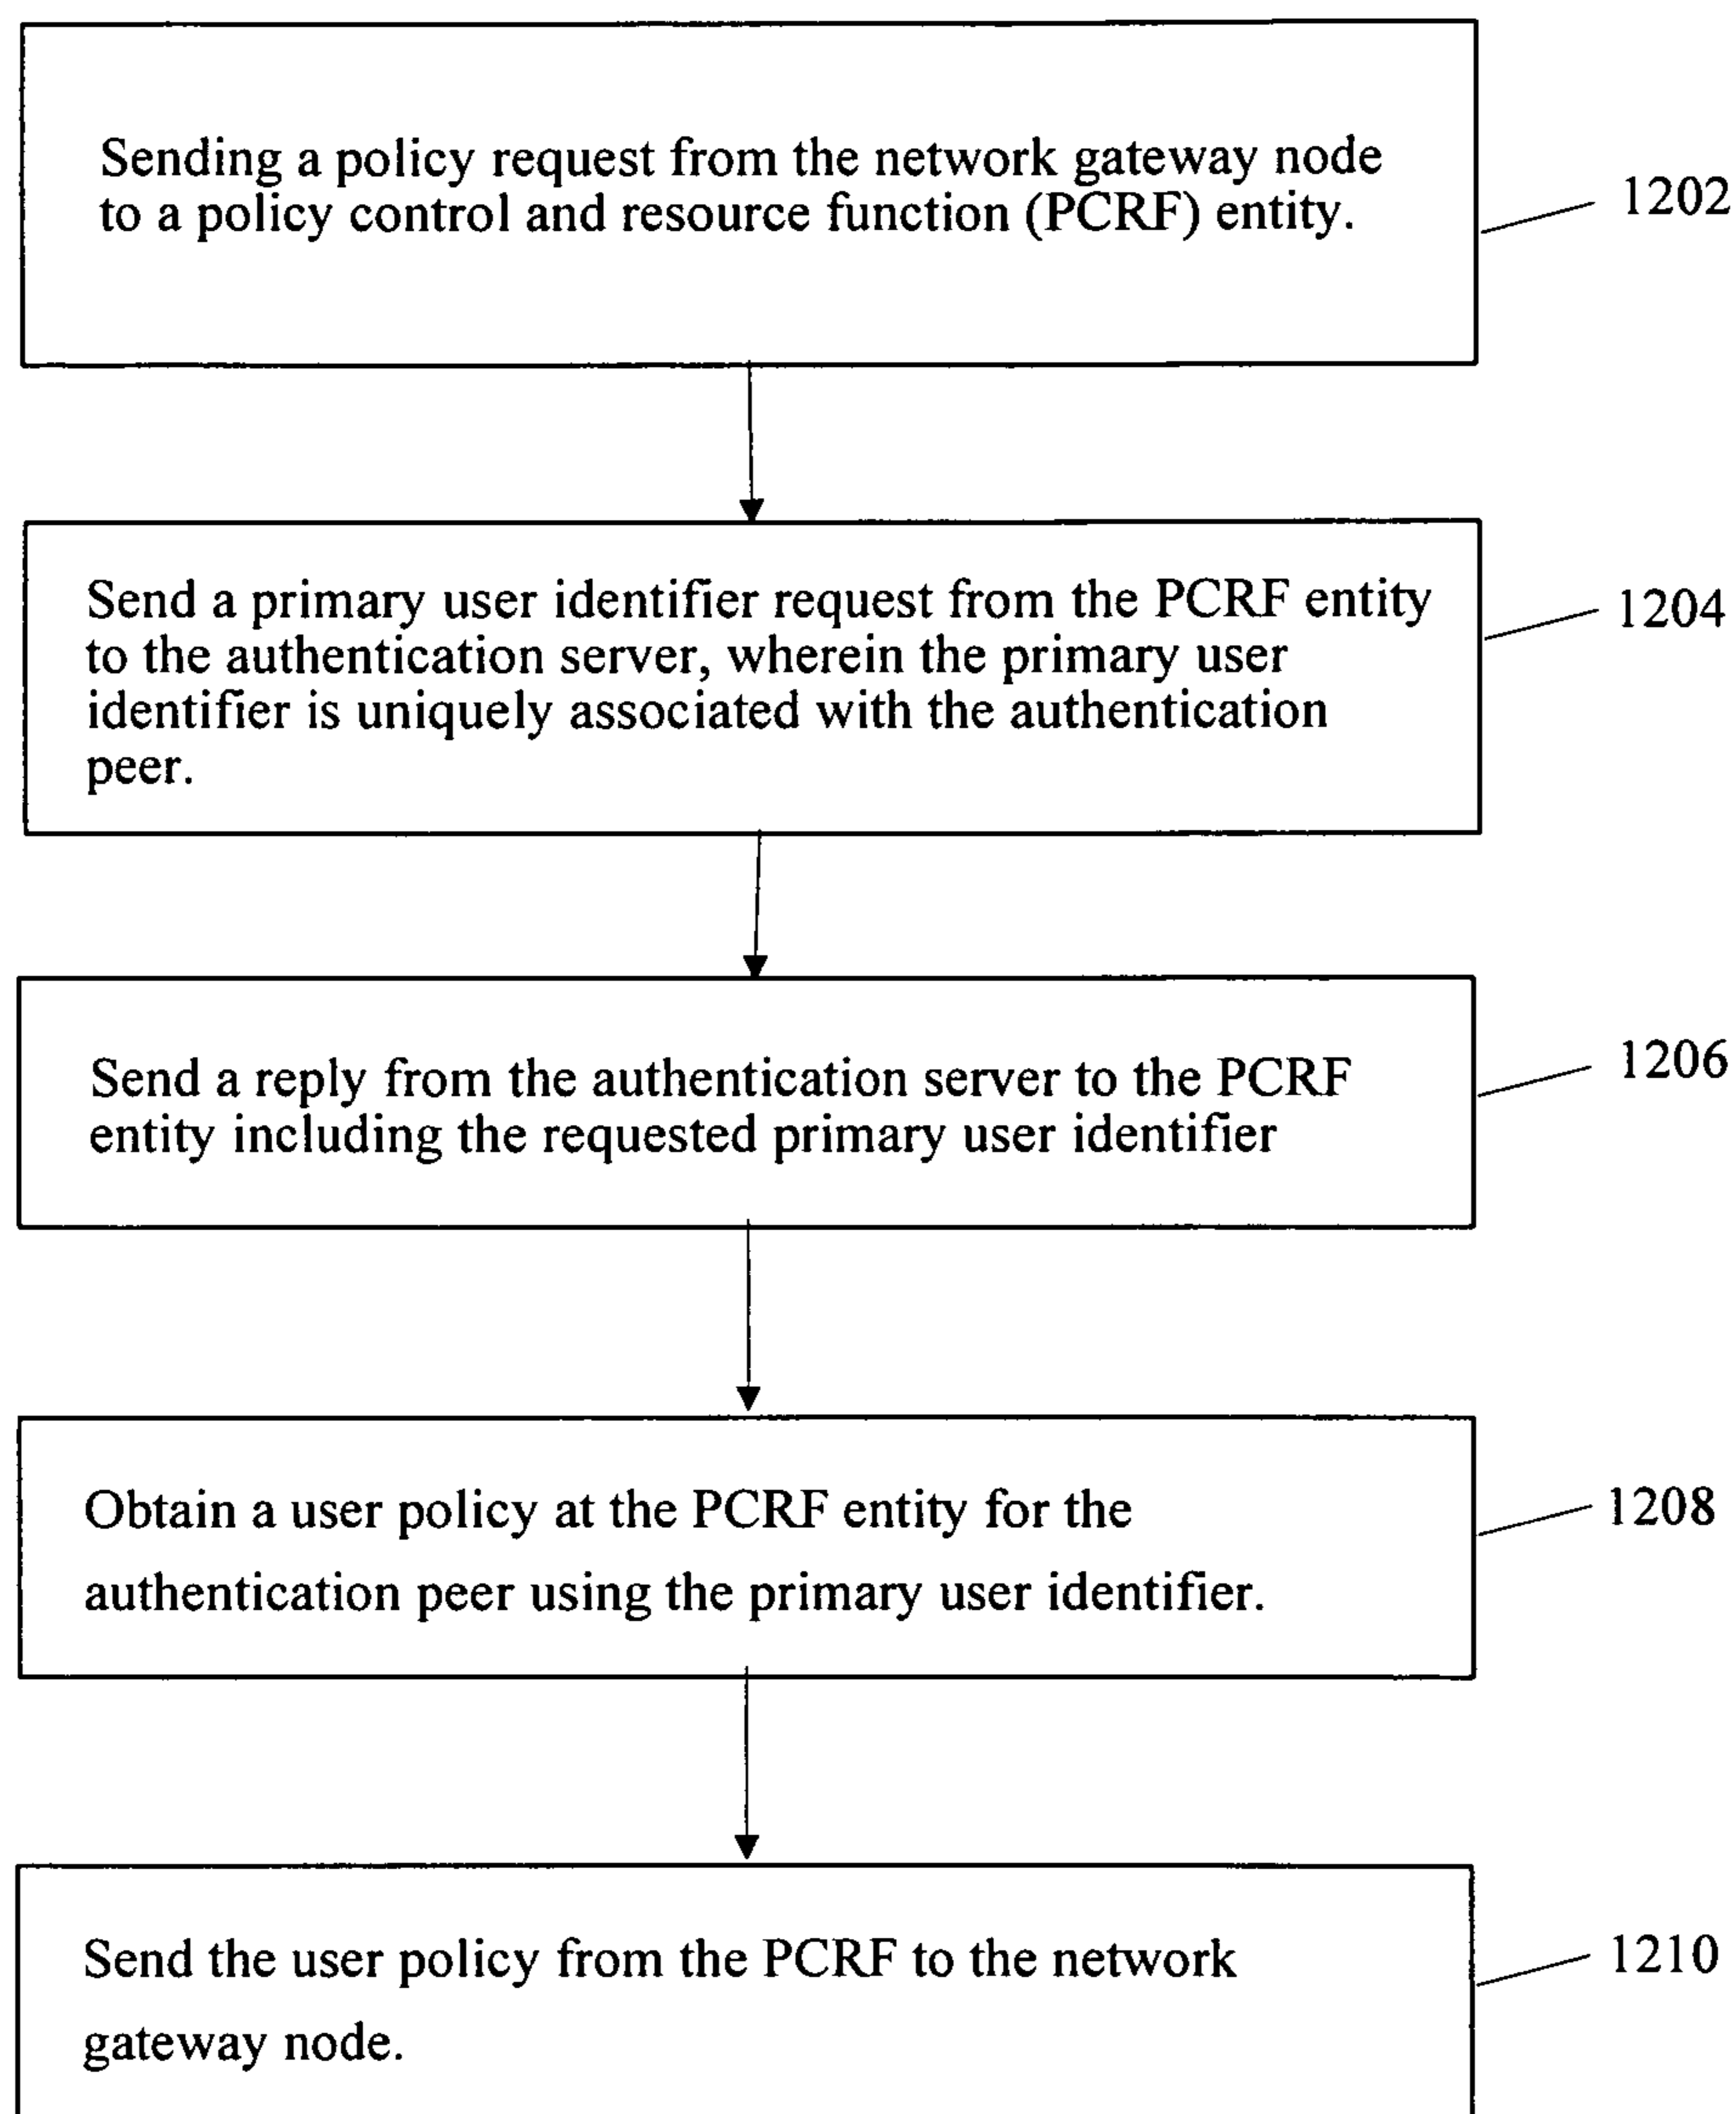 Sending a policy request from the network gateway node
to a policy control and resource function (PCRF) entity.
1202
Send a primary user identifier request from the PCRF entity
to the authentication server, wherein the primary user
identifier is uniquely associated with the authentication
peer.
1204
Send a reply from the authentication server to the PCRF
entity including the requested primary user identifier
1206
Obtain a user policy at the PCRF entity for the
authentication peer using the primary user identifier.
1208
Send the user policy from the PCRF to the network
gateway node.
1210